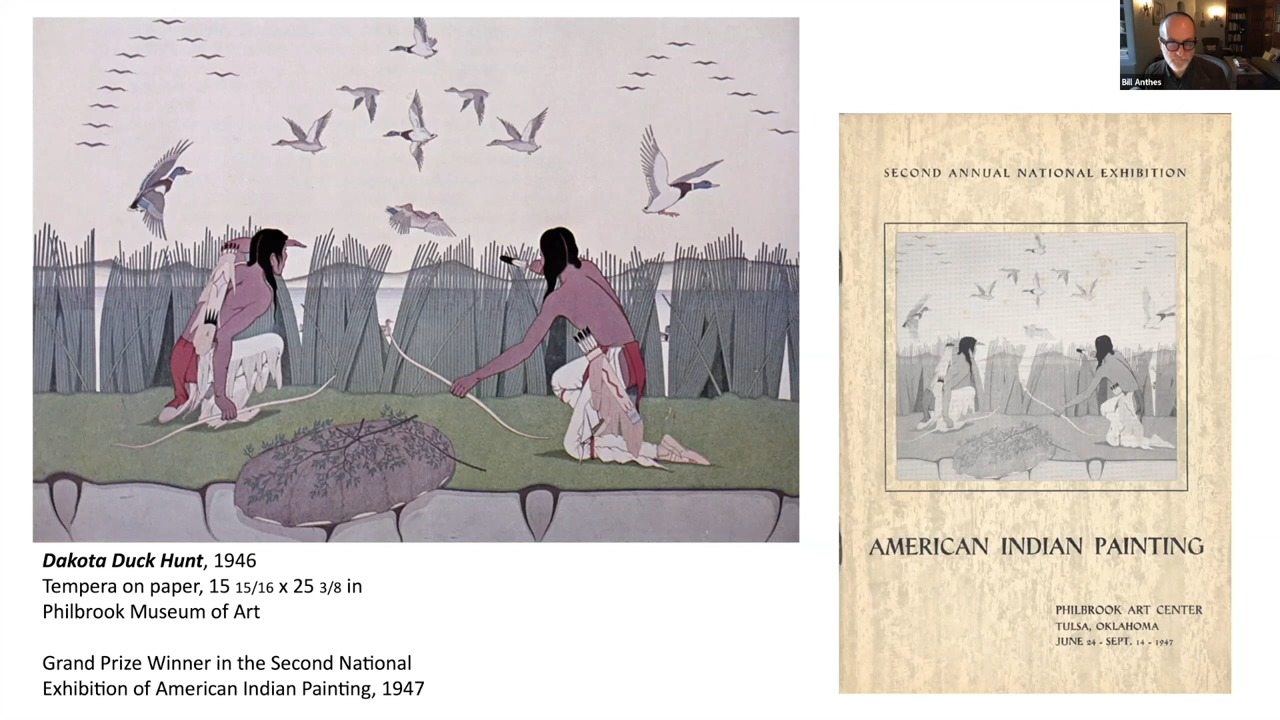 Bill Anthes
SECOND ANNUAL NATIONAL EXHIBITION
AMERICAN INDIAN PAINTING
PHILBROOK ART CENTER
TULSA, OKLAHOMA
JUNE 24 - SEPT. 14 - 1947
Dakota Duck Hunt, 1946
Tempera on paper, 15 15/16 x 25 3/8 in
Philbrook Museum of Art
Grand Prize Winner in the Second National
Exhibition of American Indian Painting, 1947